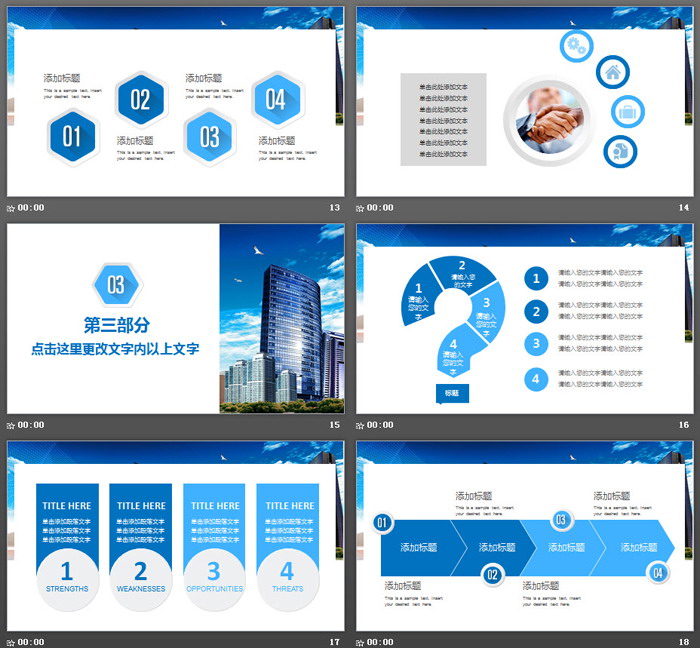 添加标题
This is a sample text. Insert
your desired text here.
02
添加标题
This is a sample text. Insert
your desired text here.
04
01
添加标题
This is a sample text. Insert
your desired text here.
03
添加标题
This is a sample text. Insert
your desired text here.
00:00
13
单击此处添加文本
单击此处添加文本
单击此处添加文本
单击此处添加文本
单击此处添加文本
单击此处添加文本
单击此处添加文本
00:00
14
03
第三部分
点击这里更改文字内以上文字
00:00
15
1
请输入
您的文
字
2
请输入您
的文字
3
请输入
您的文
字
4
请输入
您的文字
标题
1
请输入您的文字请输入您的文字
请输入您的文字请输入您的文字
2
请输入您的文字请输入您的文字
请输入您的文字请输入您的文字
3
请输入您的文字请输入您的文字
请输入您的文字请输入您的文字
4
请输入您的文字请输入您的文字
请输入您的文字请输入您的文字
00:00
16
TITLE HERE
单击添加段落文字
单击添加段落文字
单击添加段落文字
1
STRENGTHS
TITLE HERE
单击添加段落文字
单击添加段落文字
单击添加段落文字
2
WEAKNESSES
TITLE HERE
单击添加段落文字
单击添加段落文字
单击添加段落文字
3
OPPORTUNITIES
TITLE HERE
单击添加段落文字
单击添加段落文字
单击添加段落文字
4
THREATS
00:00
17
添加标题
This is a sample text. Insert
your desired text here.
添加标题
This is a sample text. Insert
your desired text here.
01
03
添加标题
添加标题
添加标题
添加标题
02
04
添加标题
This is a sample text. Insert
your desired text here.
添加标题
This is a sample text. Insert
your desired text here.
00:00
18